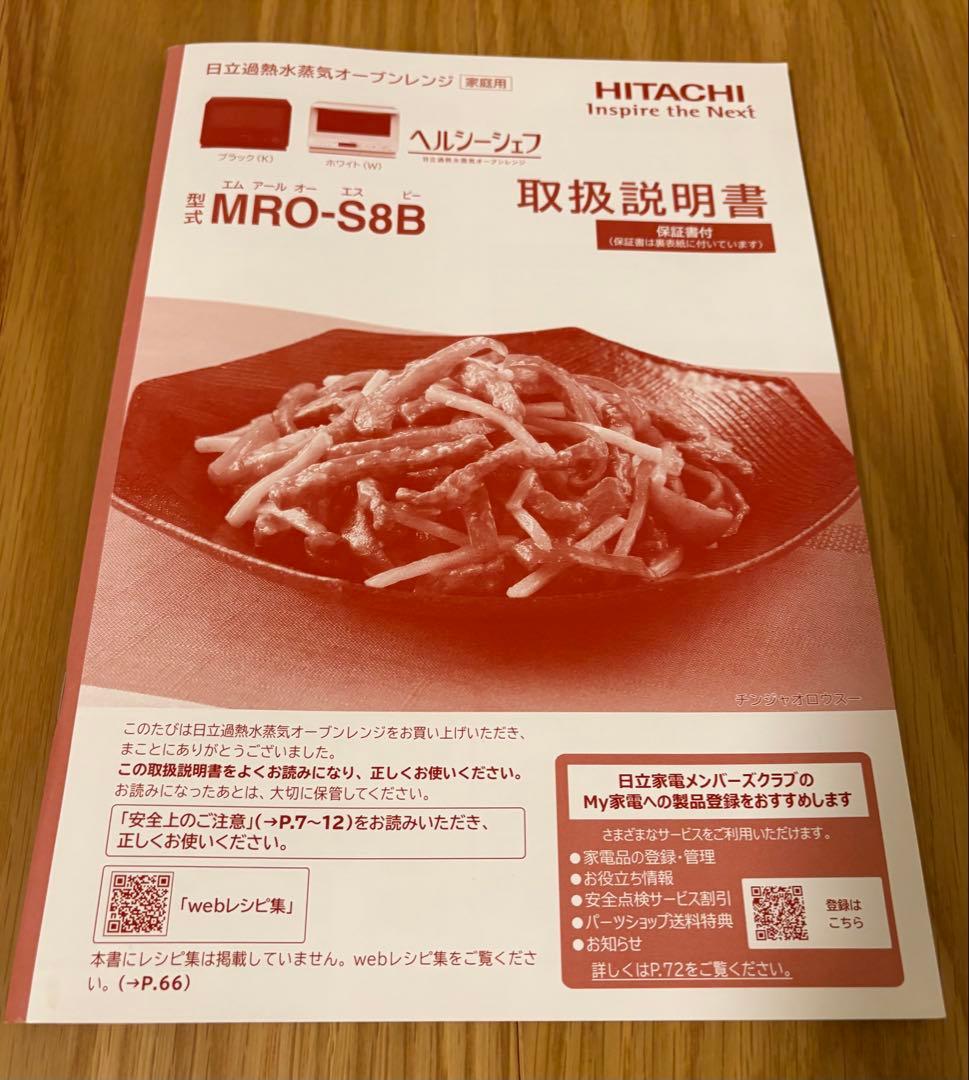 日立過熱水蒸気オーブンレンジ 家庭用
HITACHI
Inspire the Next
ブラック(K)
ホワイト(W)
ヘルシーシェフ
日立過熱水蒸気オーブンレンジ
エム アール オー エス ビー
型式 MRO-S8B
取扱説明書
保証書付
(保証書は裏表紙に付いています)
チンジャオロウスー
このたびは日立過熱水蒸気オーブンレンジをお買い上げいただき、
まことにありがとうございました。
この取扱説明書をよくお読みになり、正しくお使いください。
お読みになったあとは、大切に保管してください。
「安全上のご注意」(→P.7~12)をお読みいただき、
正しくお使いください。
「webレシピ集」
本書にレシピ集は掲載していません。webレシピ集をご覧くださ
い。(→P.66)
日立家電メンバーズクラブの
My家電への製品登録をおすすめします
さまざまなサービスをご利用いただけます。
●家電品の登録・管理
●お役立ち情報
●安全点検サービス割引
●パーツショップ送料特典
●お知らせ
登録は
こちら
詳しくはP.72をご覧ください。